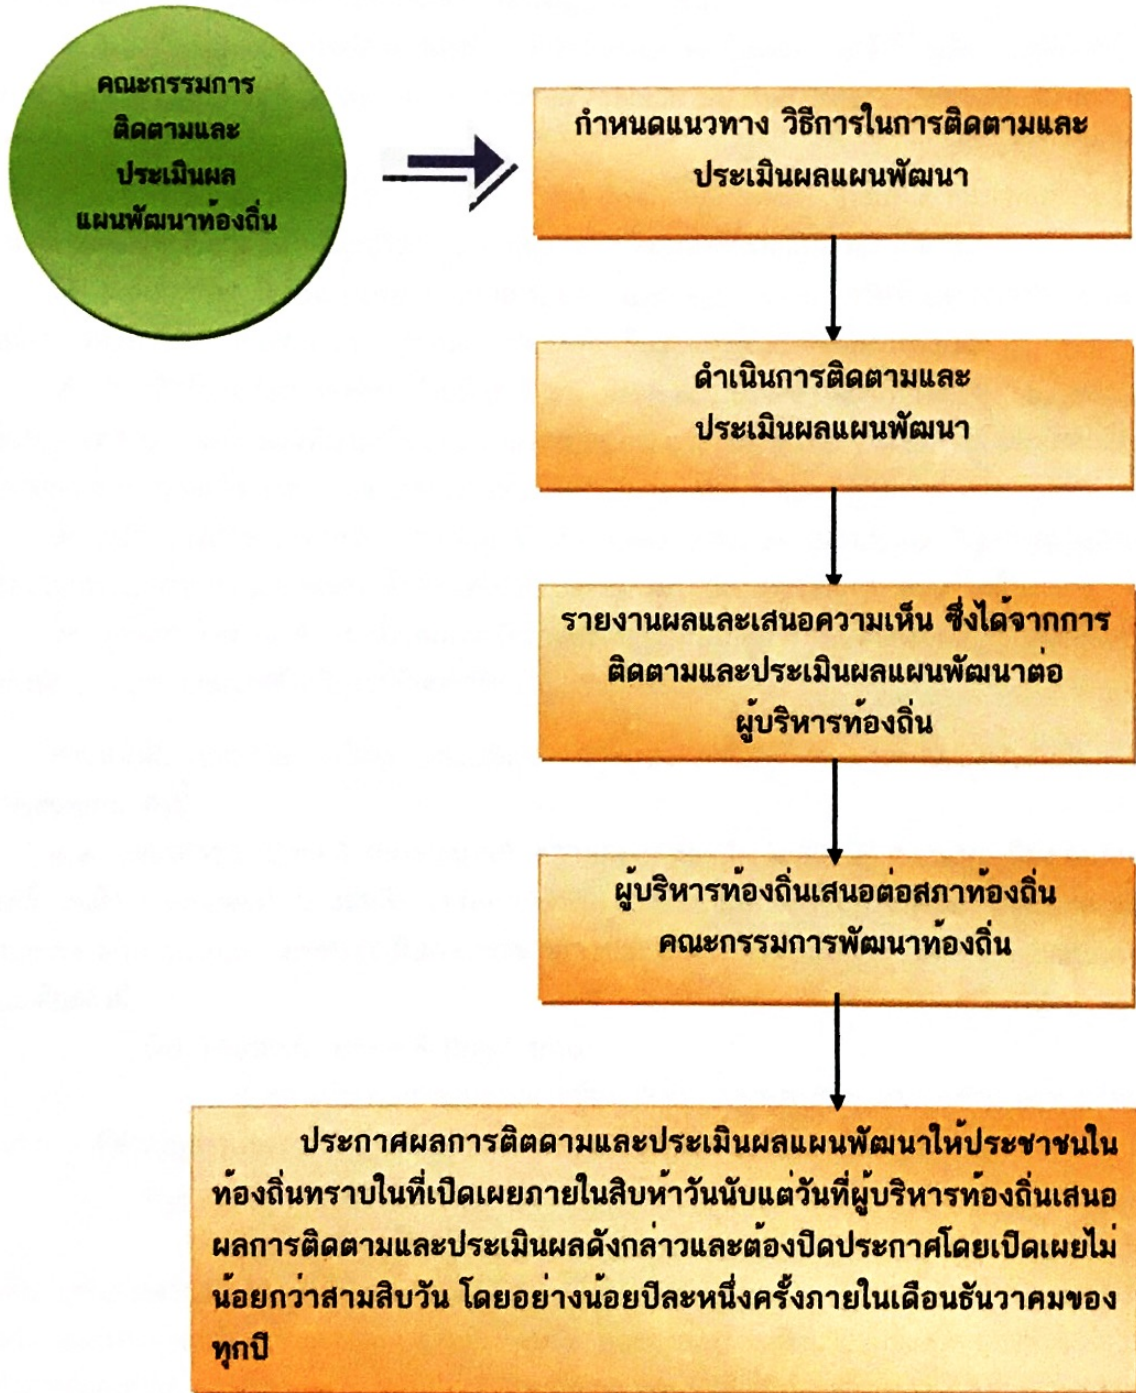 คณะกรรมการ
ติดตามและ
ประเมินผล
แผนพัฒนาท้องถิ่น
กำหนดแนวทาง วิธีการในการติดตามและ
ประเมินผลแผนพัฒนา
ดำเนินการติดตามและ
ประเมินผลแผนพัฒนา
รายงานผลและเสนอความเห็น ซึ่งได้จากการ
ติดตามและประเมินผลแผนพัฒนาต่อ
ผู้บริหารท้องถิ่น
ผู้บริหารท้องถิ่นเสนอต่อสภาท้องถิ่น
คณะกรรมการพัฒนาท้องถิ่น
ประกาศผลการติตดามและประเมินผลแผนพัฒนาให้ประชาชนใน
ท้องถิ่นทราบในที่เปิดเผยภายในสิบห้าวันนับแต่วันที่ผู้บริหารท้องถิ่นเสนอ
ผลการติดตามและประเมินผลดังกล่าวและต้องปิดประกาศโดยเปิดเผยไม่
น้อยกว่าสามสิบวัน โดยอย่างน้อยปีละหนึ่งครั้งภายในเดือนธันวาคมของ
ทุกปี